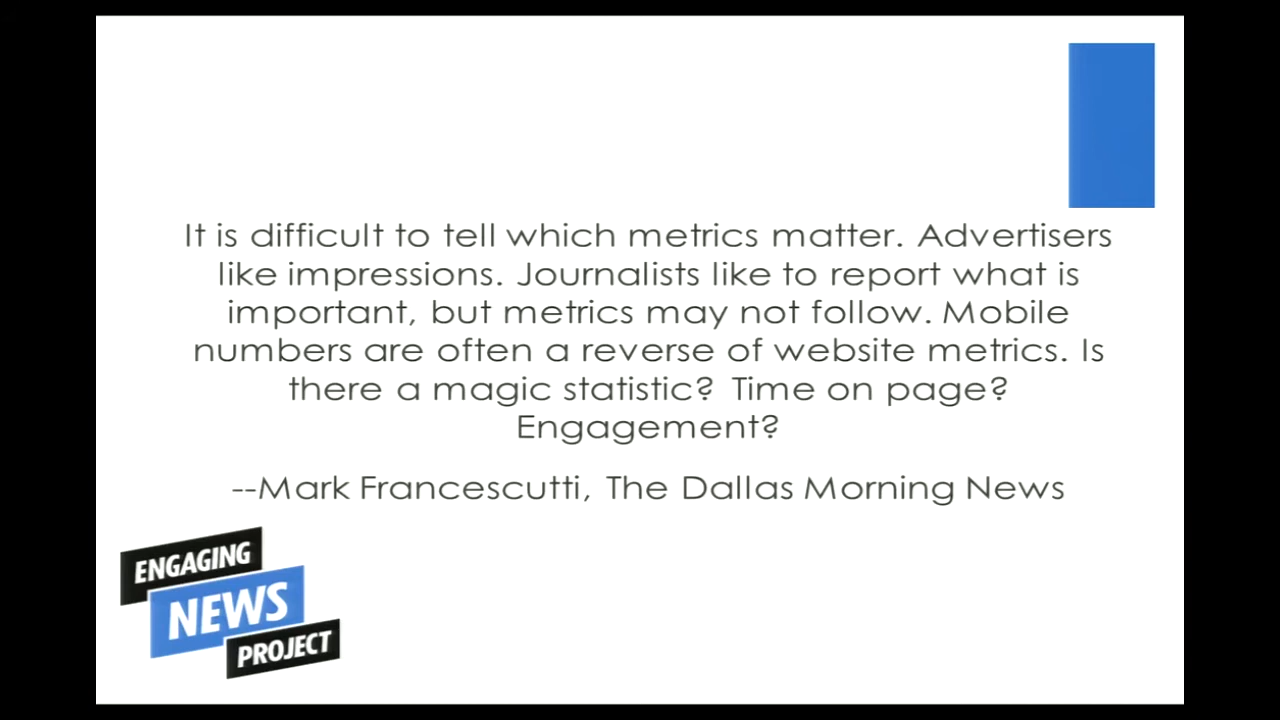 It is difficult to tell which metrics matter. Advertisers
like impressions. Journalists like to report what is
important, but metrics may not follow. Mobile
numbers are often a reverse of website metrics. Is
there a magic statistic? Time on page?
Engagement?
--Mark Francescutti, The Dallas Morning News
ENGAGING
NEWS
PROJECT